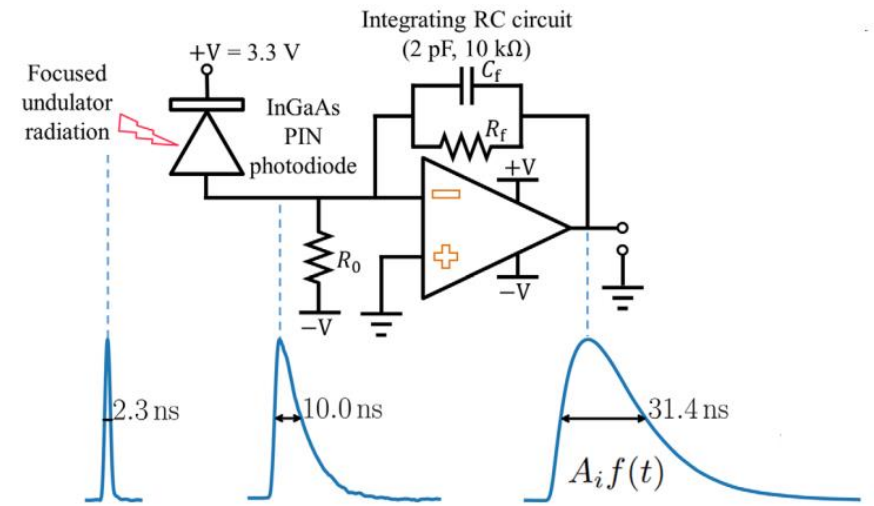 Integrating RC circuit
(2 pF, 10 kΩ)
+V = 3.3 V
Focused
undulator
radiation
InGaAs
PIN
photodiode
C_f
R_f
+V
−
+
R_0
−V
−V
2.3 ns
10.0 ns
31.4 ns
A_i f(t)